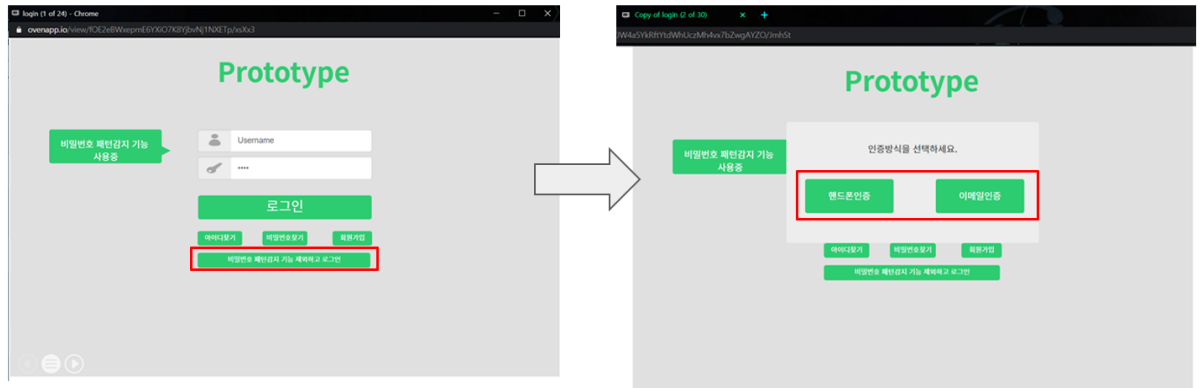 login (1 of 24) - Chrome
ovenapp.io/view/fOE2eBWxepmE6YXiO7K8YjbvNj1NXETp/xsXx3
Prototype
비밀번호 패턴감지 기능
사용중
Username
로그인
아이디찾기
비밀번호찾기
회원가입
비밀번호 패턴감지 기능 제외하고 로그인
Copy of login (2 of 30)
JW4a5YkRftYtdWhUczMh4vx7bZwgAYZO/JmhSt
Prototype
비밀번호 패턴감지 기능
사용중
인증방식을 선택하세요.
핸드폰인증
이메일인증
아이디찾기
비밀번호찾기
회원가입
비밀번호 패턴감지 기능 제외하고 로그인